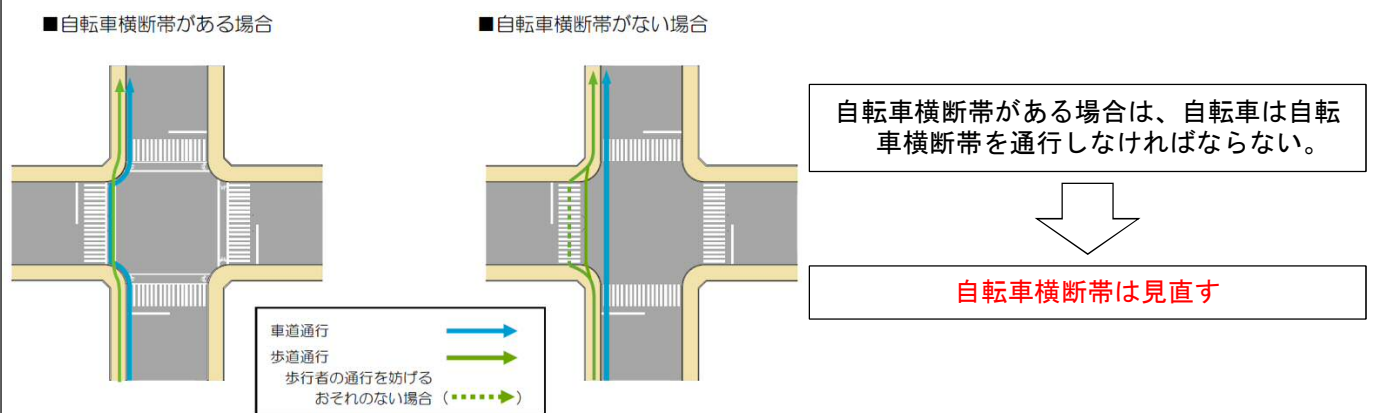 ■自転車横断帯がある場合
■自転車横断帯がない場合
自転車横断帯がある場合は、自転車は自転
車横断帯を通行しなければならない。
自転車横断帯は見直す
車道通行
歩道通行
歩行者の通行を妨げる
おそれのない場合（　　　）